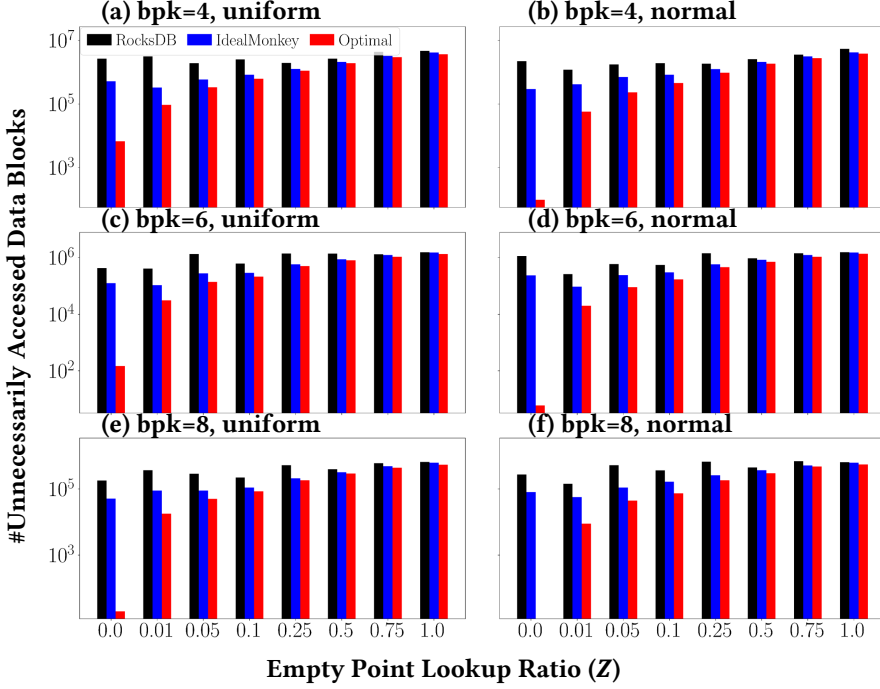 (a) bpk=4, uniform
(b) bpk=4, normal
RocksDB IdealMonkey Optimal
10^7
10^5
10^3
(c) bpk=6, uniform
(d) bpk=6, normal
10^6
10^4
10^2
(e) bpk=8, uniform
(f) bpk=8, normal
10^5
10^3
0.0 0.01 0.05 0.1 0.25 0.5 0.75 1.0
0.0 0.01 0.05 0.1 0.25 0.5 0.75 1.0
#Unnecessarily Accessed Data Blocks
Empty Point Lookup Ratio (Z)